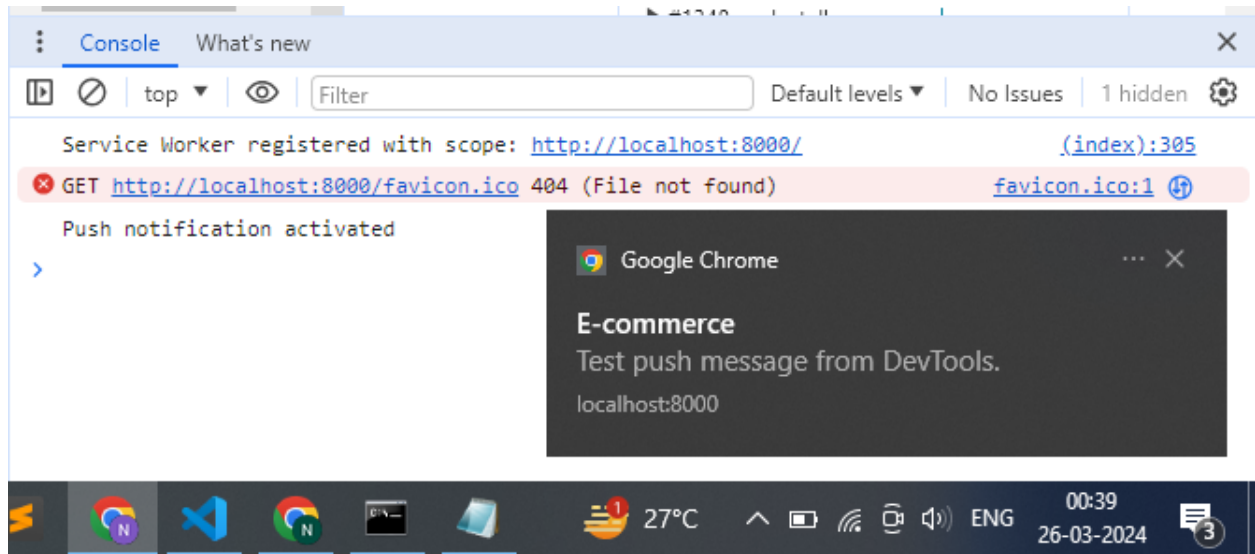 Console What's new
top Filter Default levels No Issues 1 hidden
Service Worker registered with scope: http://localhost:8000/ (index):305
GET http://localhost:8000/favicon.ico 404 (File not found) favicon.ico:1
Push notification activated
Google Chrome
E-commerce
Test push message from DevTools.
localhost:8000
N N 1 27°C ENG 00:39
26-03-2024 3